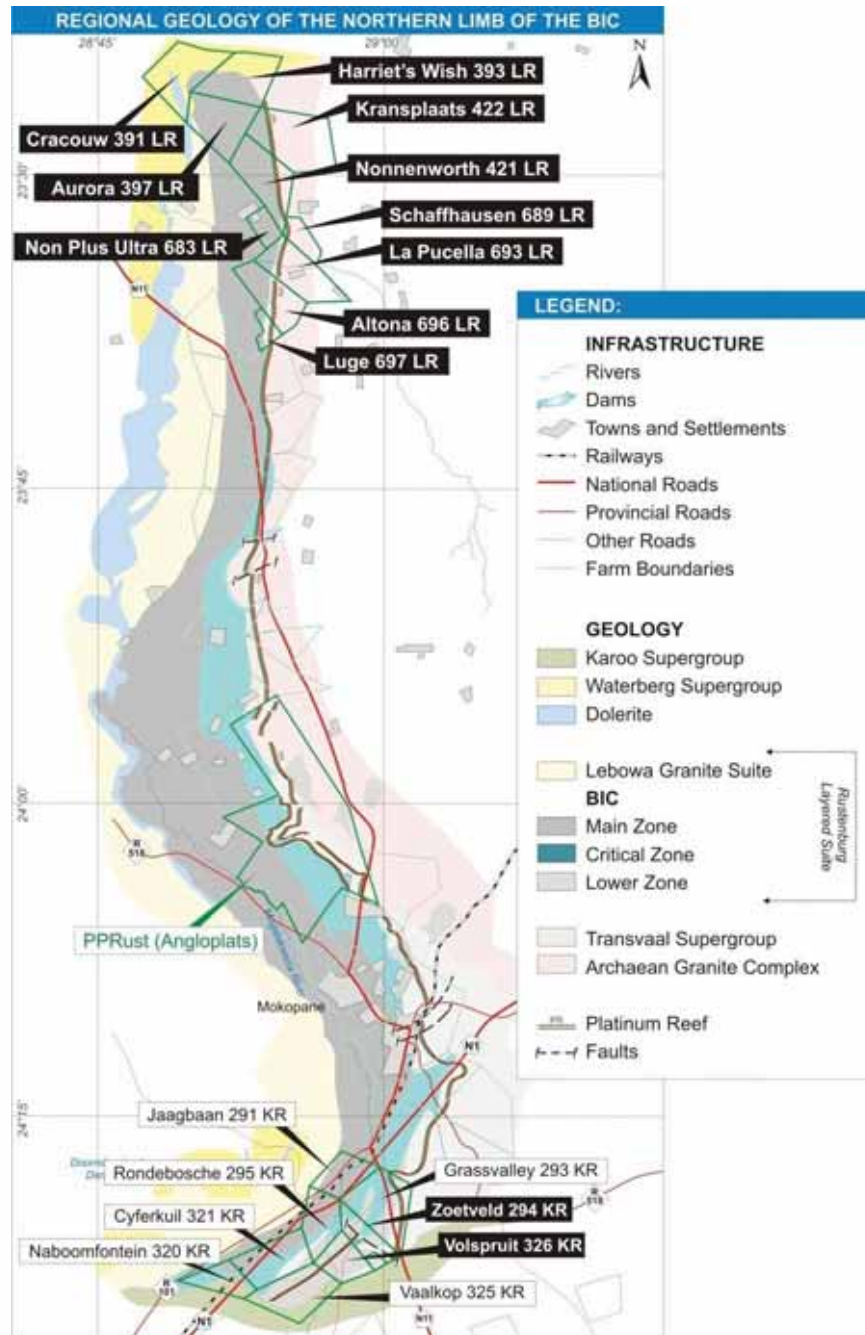 REGIONAL GEOLOGY OF THE NORTHERN LIMB OF THE BIC
28°45'
29°00'
N
Harriet's Wish 393 LR
Kransplaats 422 LR
Cracouw 391 LR
Aurora 397 LR
Nonnenworth 421 LR
23°30'
Schaffhausen 689 LR
Non Plus Ultra 683 LR
La Pucella 693 LR
N11
Altona 696 LR
Luge 697 LR
23°45'
24°00'
R
518
PPRust (Angloplats)
Mokopane
N1
24°15'
Jaagbaan 291 KR
Rondebosche 295 KR
Grassvalley 293 KR
R
518
Cyferkuil 321 KR
Zoetveld 294 KR
Naboomfontein 320 KR
Volspruit 326 KR
R
101
Vaalkop 325 KR
N1
N11
LEGEND:
INFRASTRUCTURE
Rivers
Dams
Towns and Settlements
Railways
National Roads
Provincial Roads
Other Roads
Farm Boundaries
GEOLOGY
Karoo Supergroup
Waterberg Supergroup
Dolerite
Lebowa Granite Suite
BIC
Main Zone
Critical Zone
Lower Zone
Rustenburg
Layered Suite
Transvaal Supergroup
Archaean Granite Complex
Platinum Reef
Faults